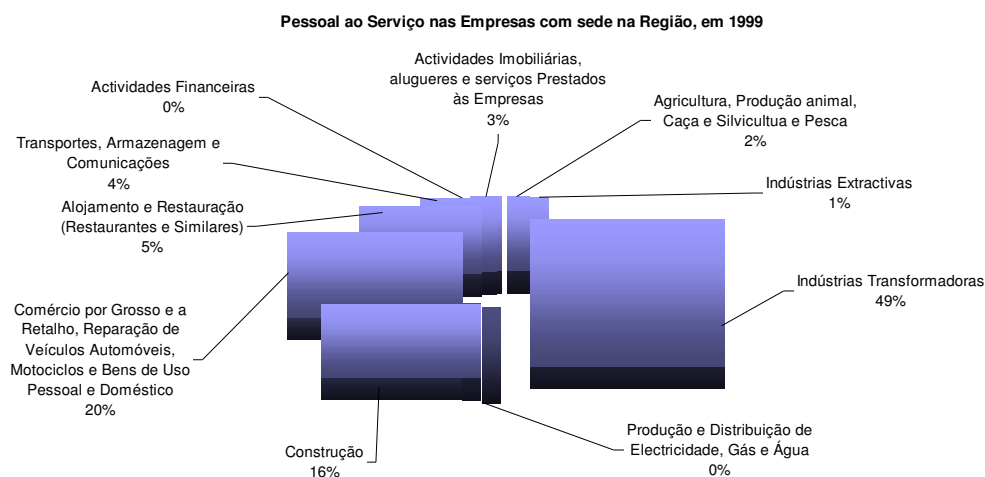 Pessoal ao Serviço nas Empresas com sede na Região, em 1999
Actividades Imobiliárias,
alugueres e serviços Prestados
às Empresas
3%
Actividades Financeiras
0%
Agricultura, Produção animal,
Caça e Silvicultua e Pesca
2%
Transportes, Armazenagem e
Comunicações
4%
Indústrias Extractivas
1%
Alojamento e Restauração
(Restaurantes e Similares)
5%
Indústrias Transformadoras
49%
Comércio por Grosso e a
Retalho, Reparação de
Veículos Automóveis,
Motociclos e Bens de Uso
Pessoal e Doméstico
20%
Produção e Distribuição de
Electricidade, Gás e Água
0%
Construção
16%